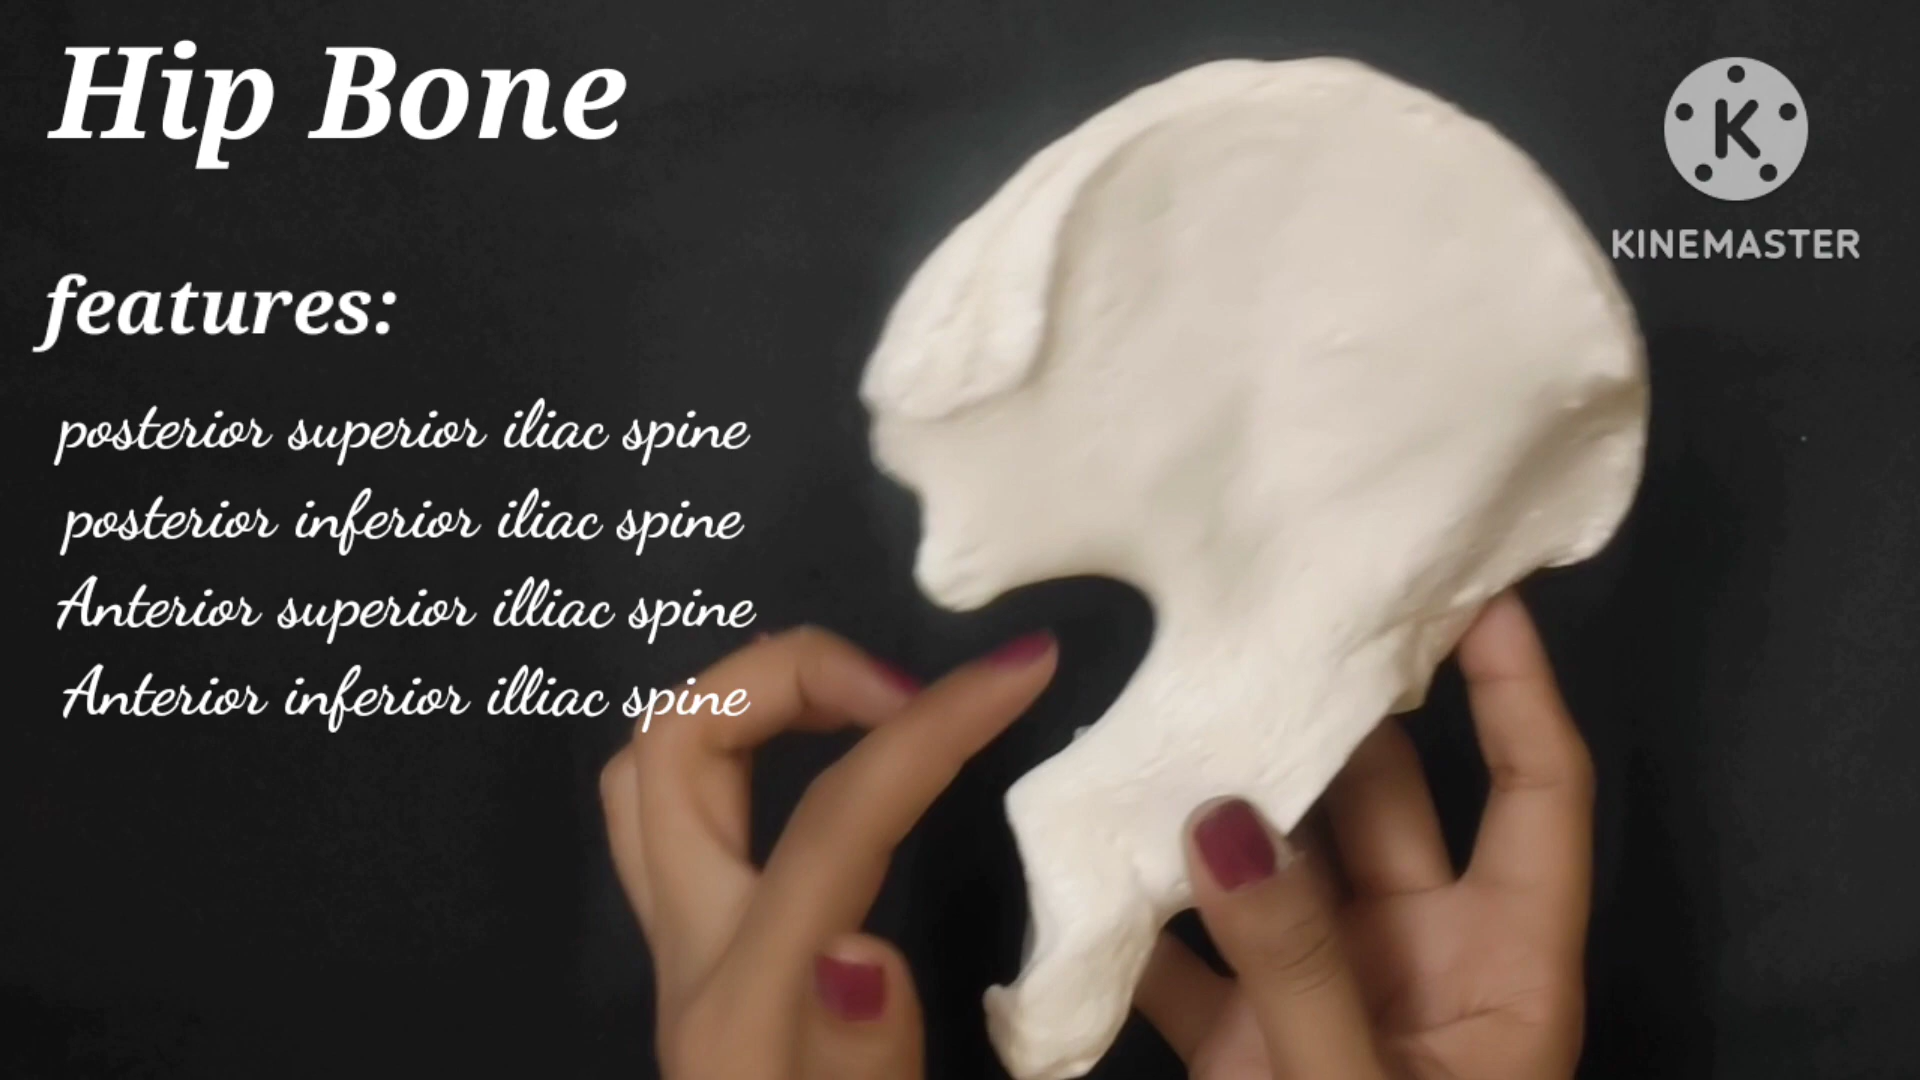 Hip Bone
features:
posterior superior iliac spine
posterior inferior iliac spine
Anterior superior illiac spine
Anterior inferior illiac spine
K
KINEMASTER